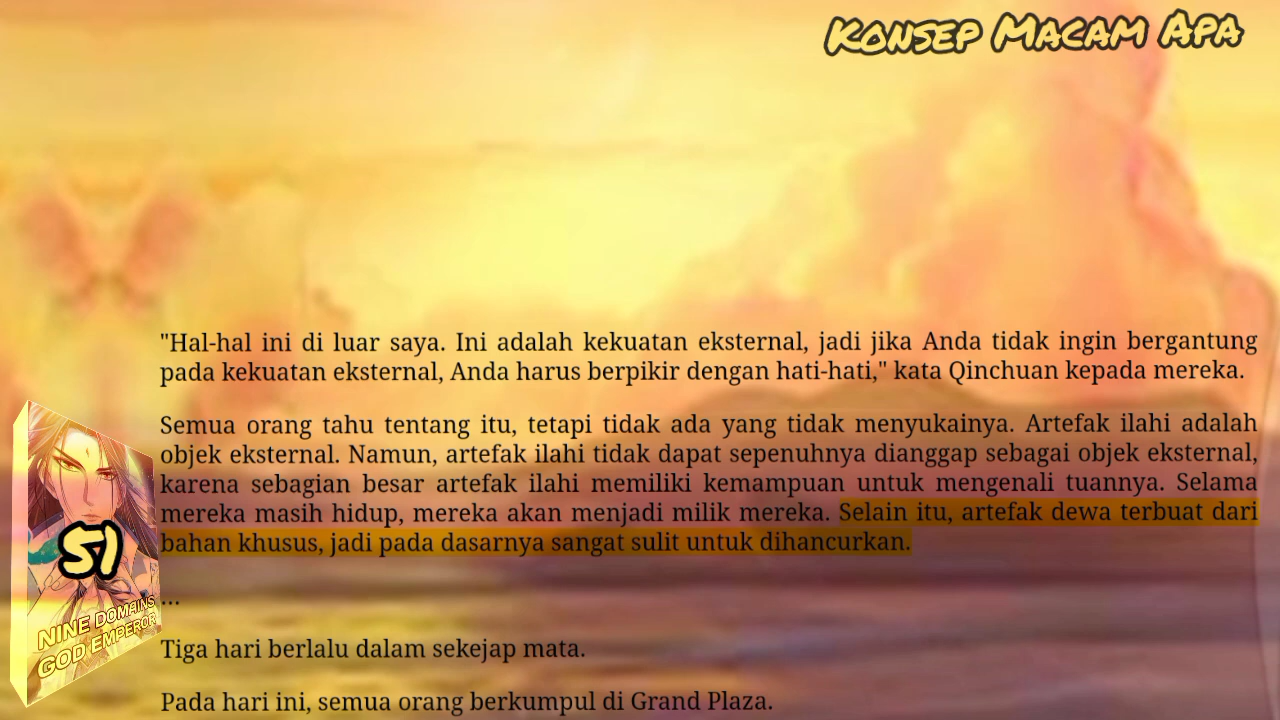 Konsep Macam Apa
"Hal-hal ini di luar saya. Ini adalah kekuatan eksternal, jadi jika Anda tidak ingin bergantung
pada kekuatan eksternal, Anda harus berpikir dengan hati-hati," kata Qinchuan kepada mereka.
Semua orang tahu tentang itu, tetapi tidak ada yang tidak menyukainya. Artefak ilahi adalah
objek eksternal. Namun, artefak ilahi tidak dapat sepenuhnya dianggap sebagai objek eksternal,
karena sebagian besar artefak ilahi memiliki kemampuan untuk mengenali tuannya. Selama
mereka masih hidup, mereka akan menjadi milik mereka. Selain itu, artefak dewa terbuat dari
bahan khusus, jadi pada dasarnya sangat sulit untuk dihancurkan.
...
Tiga hari berlalu dalam sekejap mata.
Pada hari ini, semua orang berkumpul di Grand Plaza.
51
NINE DOMAINS
GOD EMPEROR